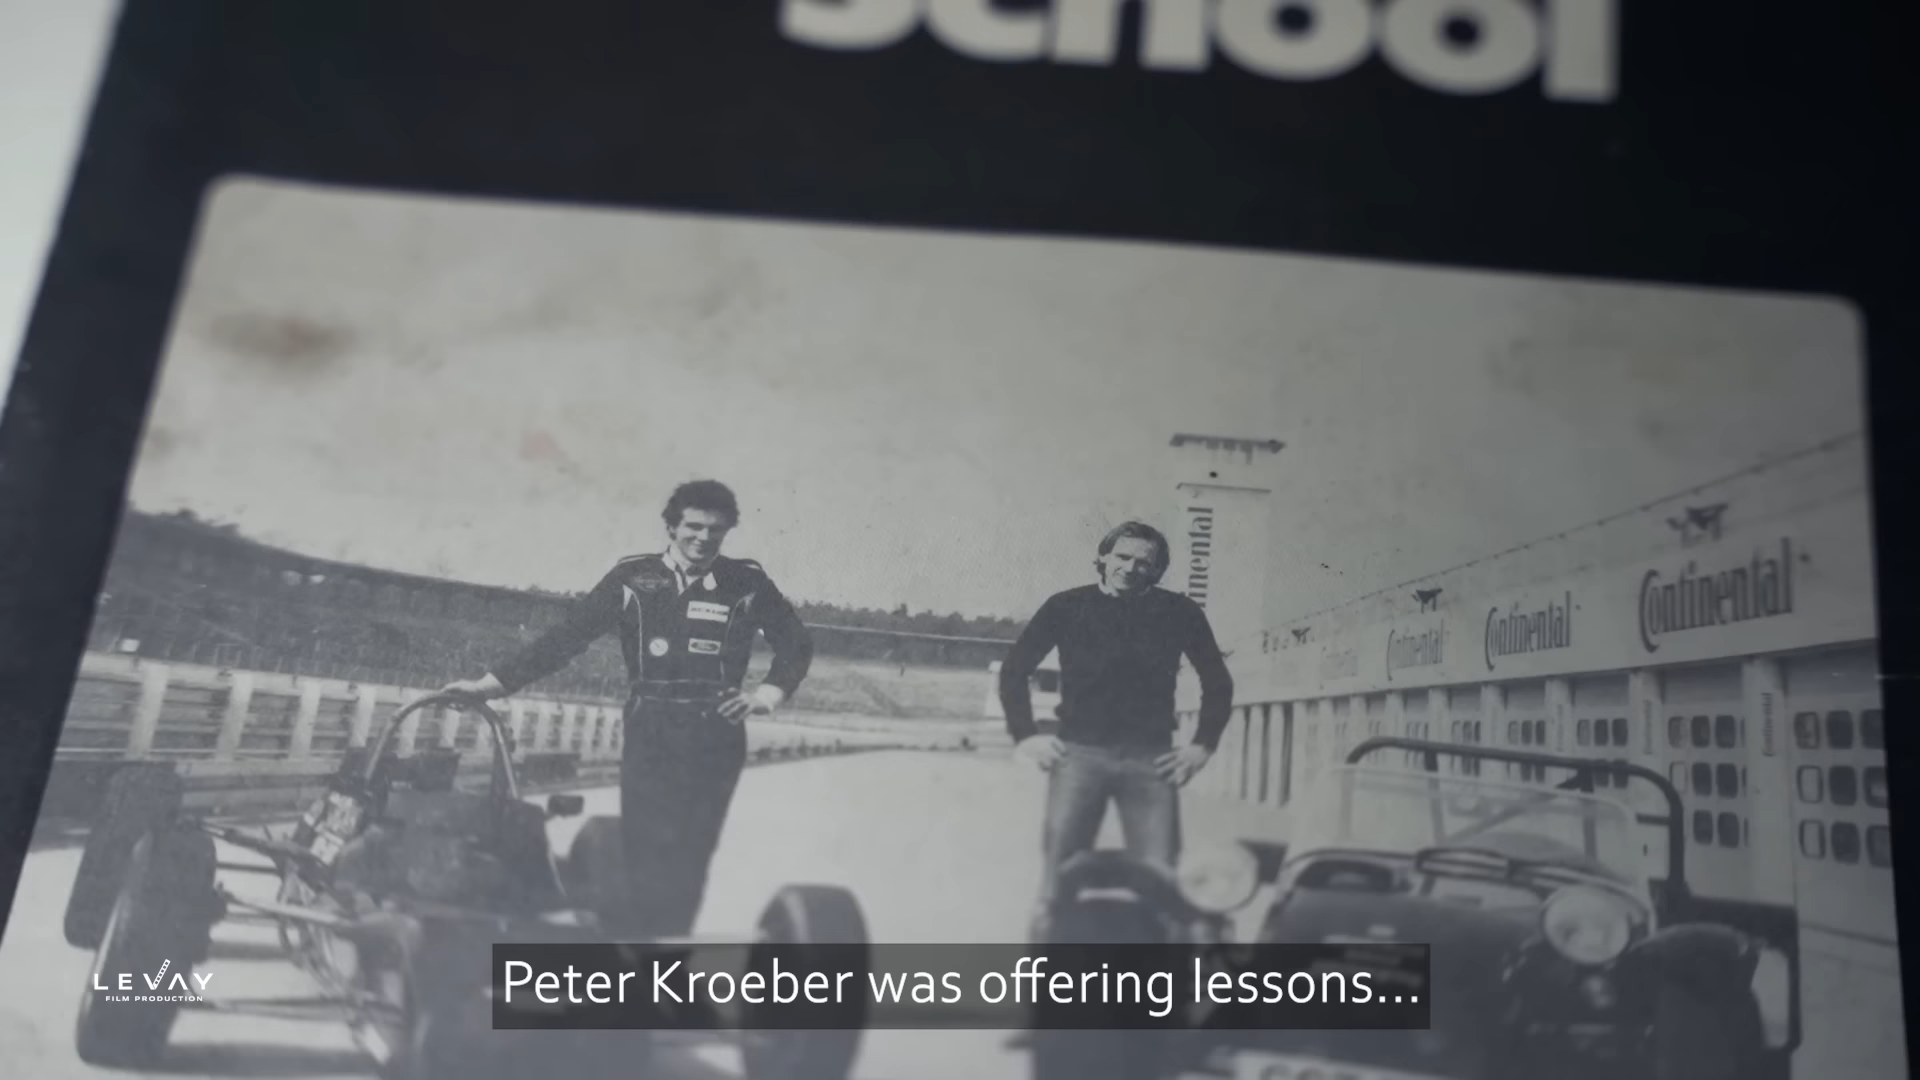 School
Continental
Continental
Continental
Continental
LEVAY
FILM PRODUCTION
Peter Kroeber was offering lessons...